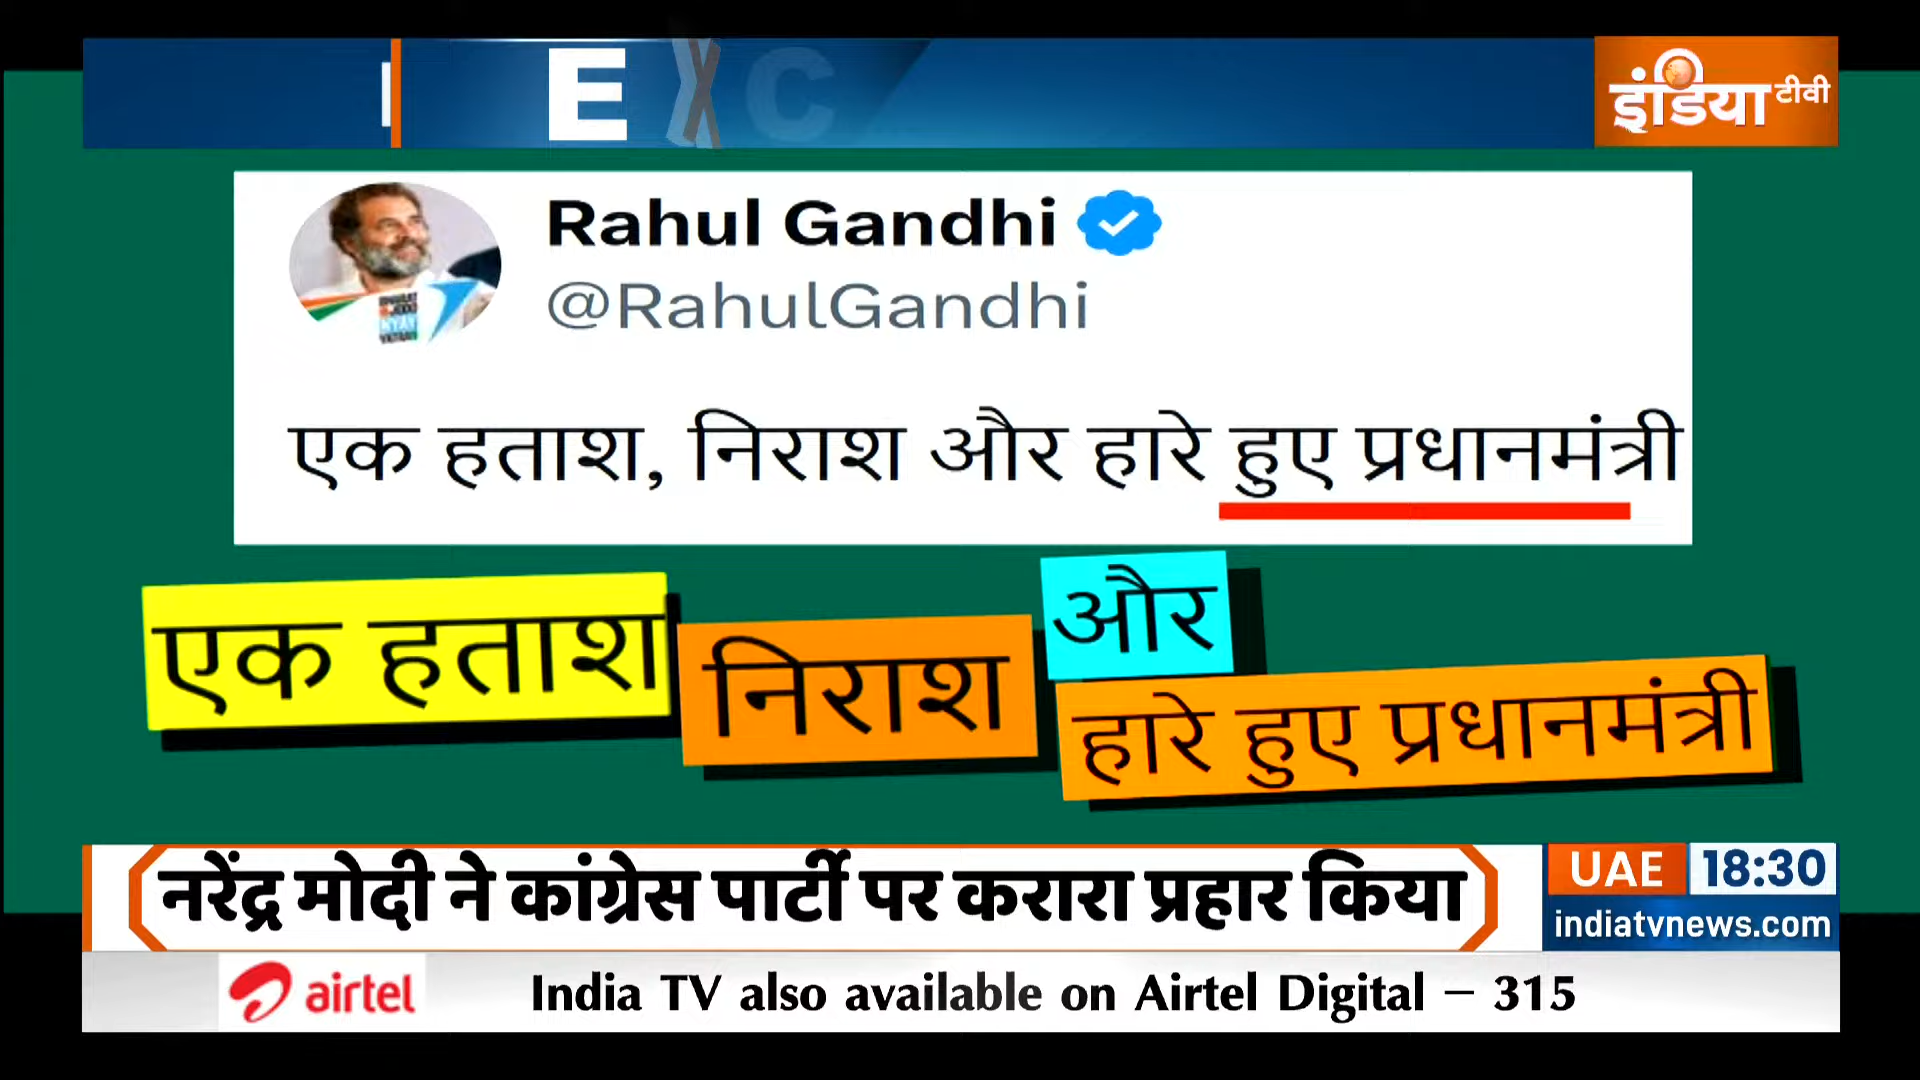 EXC
इंडिया टीवी
Rahul Gandhi
@RahulGandhi
एक हताश, निराश और हारे हुए प्रधानमंत्री
एक हताश
निराश
और
हारे हुए प्रधानमंत्री
नरेंद्र मोदी ने कांग्रेस पार्टी पर करारा प्रहार किया
UAE 18:30
indiatvnews.com
airtel India TV also available on Airtel Digital – 315